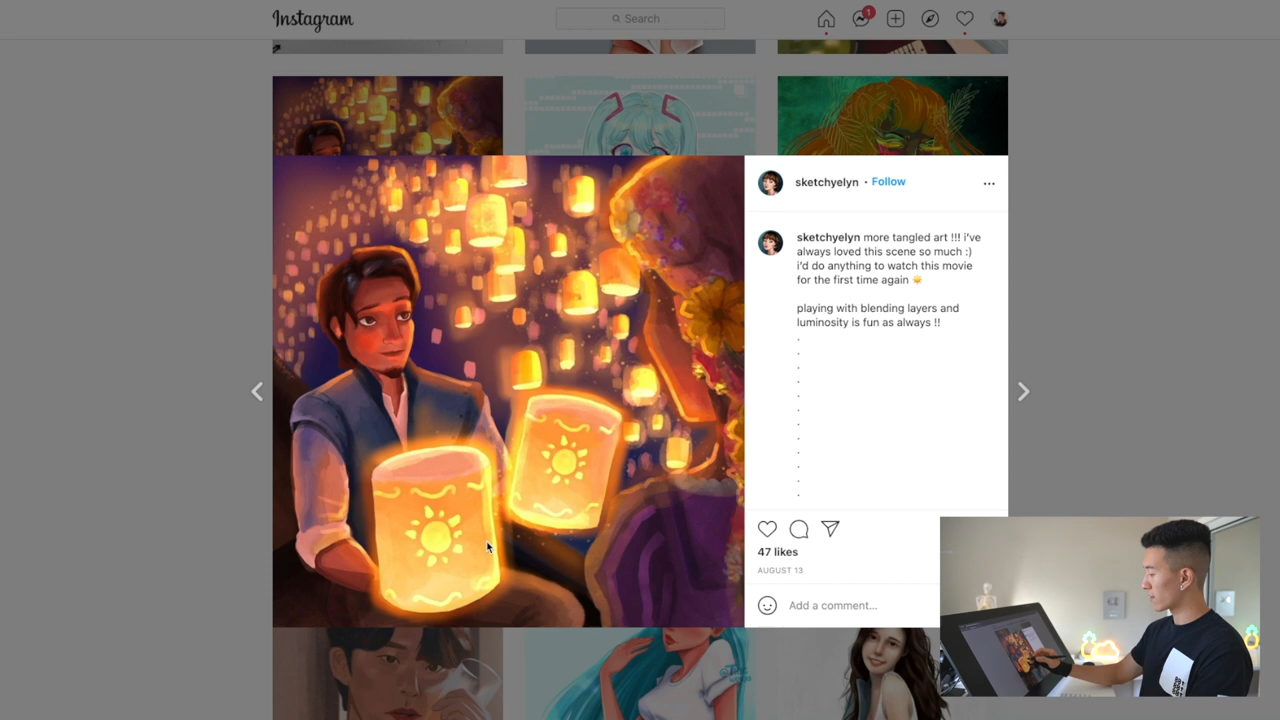 Instagram
Search
1
sketchyelyn • Follow
sketchyelyn more tangled art !!! i've
always loved this scene so much :)
i'd do anything to watch this movie
for the first time again ☀️
playing with blending layers and
luminosity is fun as always !!
.
.
.
.
.
.
.
.
.
.
.
.
47 likes
AUGUST 13
Add a comment...